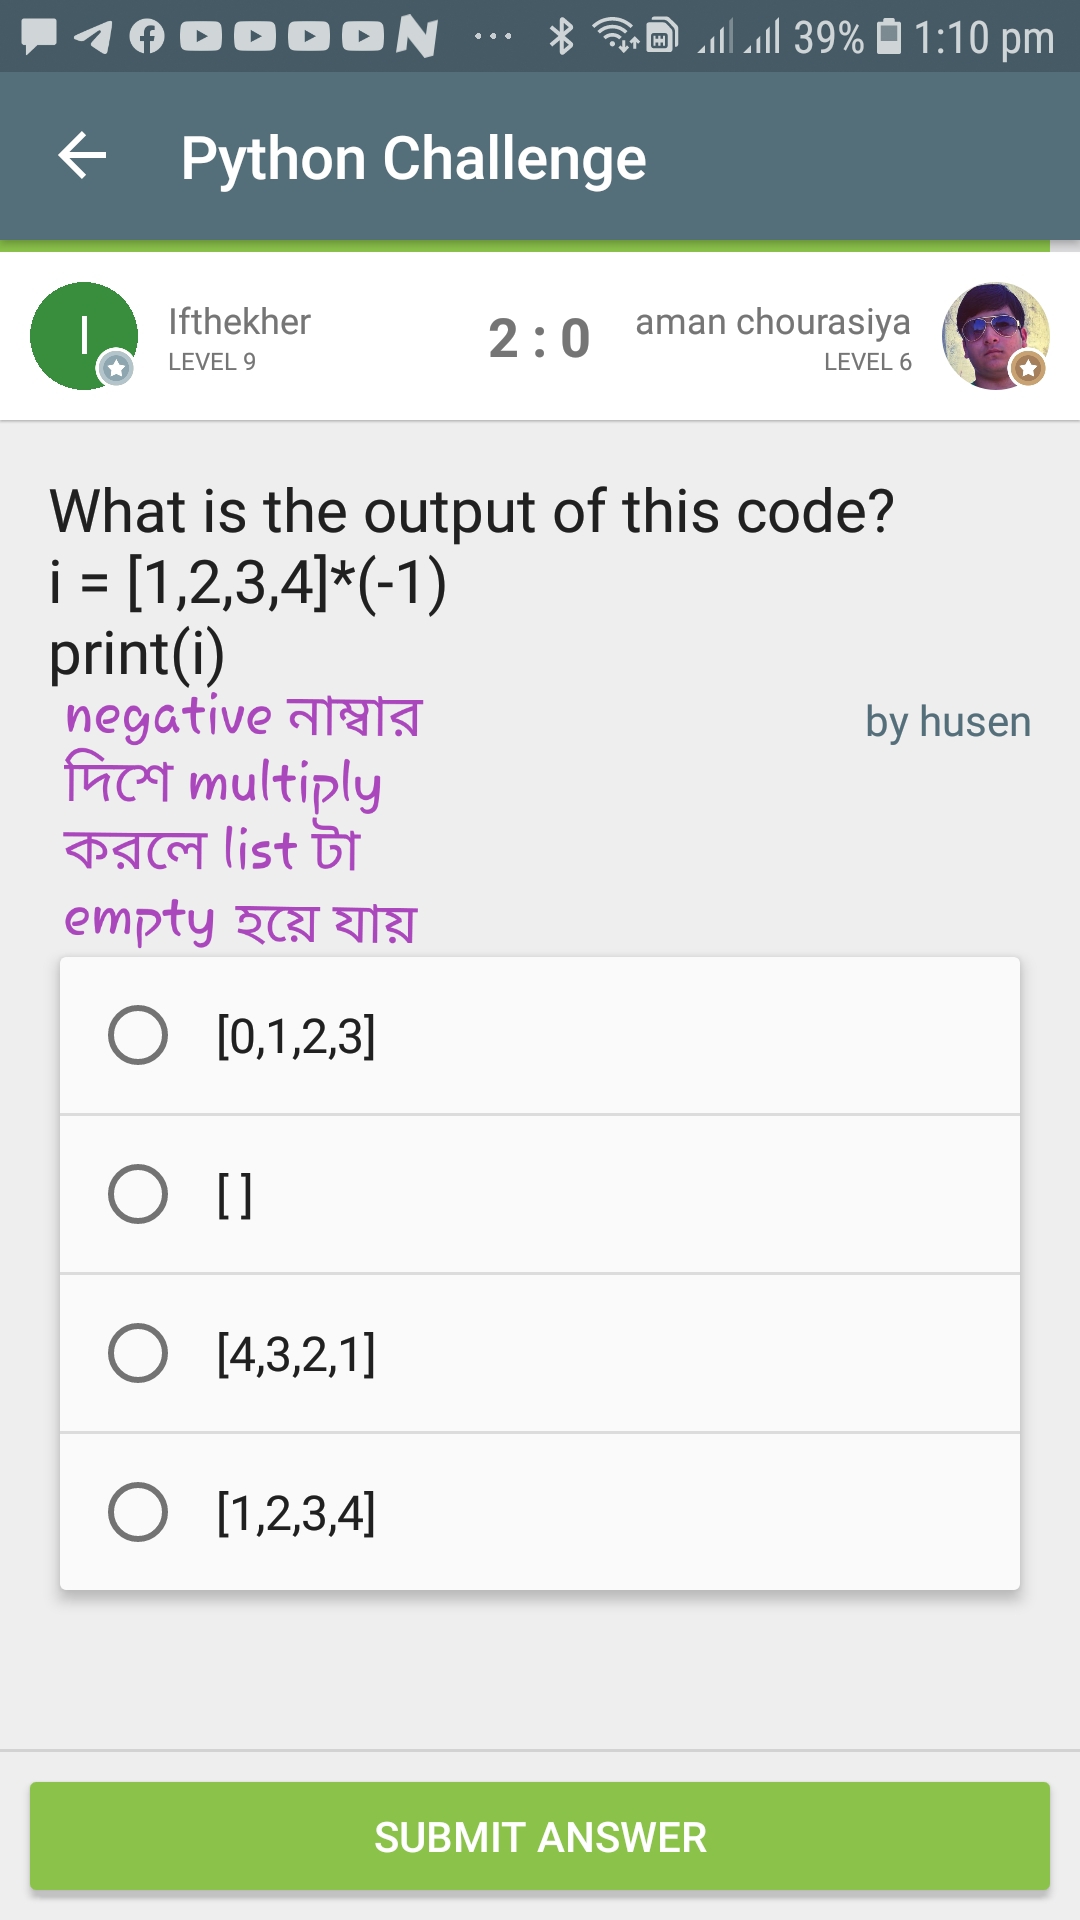 39% 1:10 pm
Python Challenge
I
Ifthekher
LEVEL 9
2 : 0
aman chourasiya
LEVEL 6
What is the output of this code?
i = [1,2,3,4]*(-1)
print(i)
by husen
negative নাম্বার
দিশে multiply
করলে list টা
empty হয়ে যায়
[0,1,2,3]
[ ]
[4,3,2,1]
[1,2,3,4]
SUBMIT ANSWER